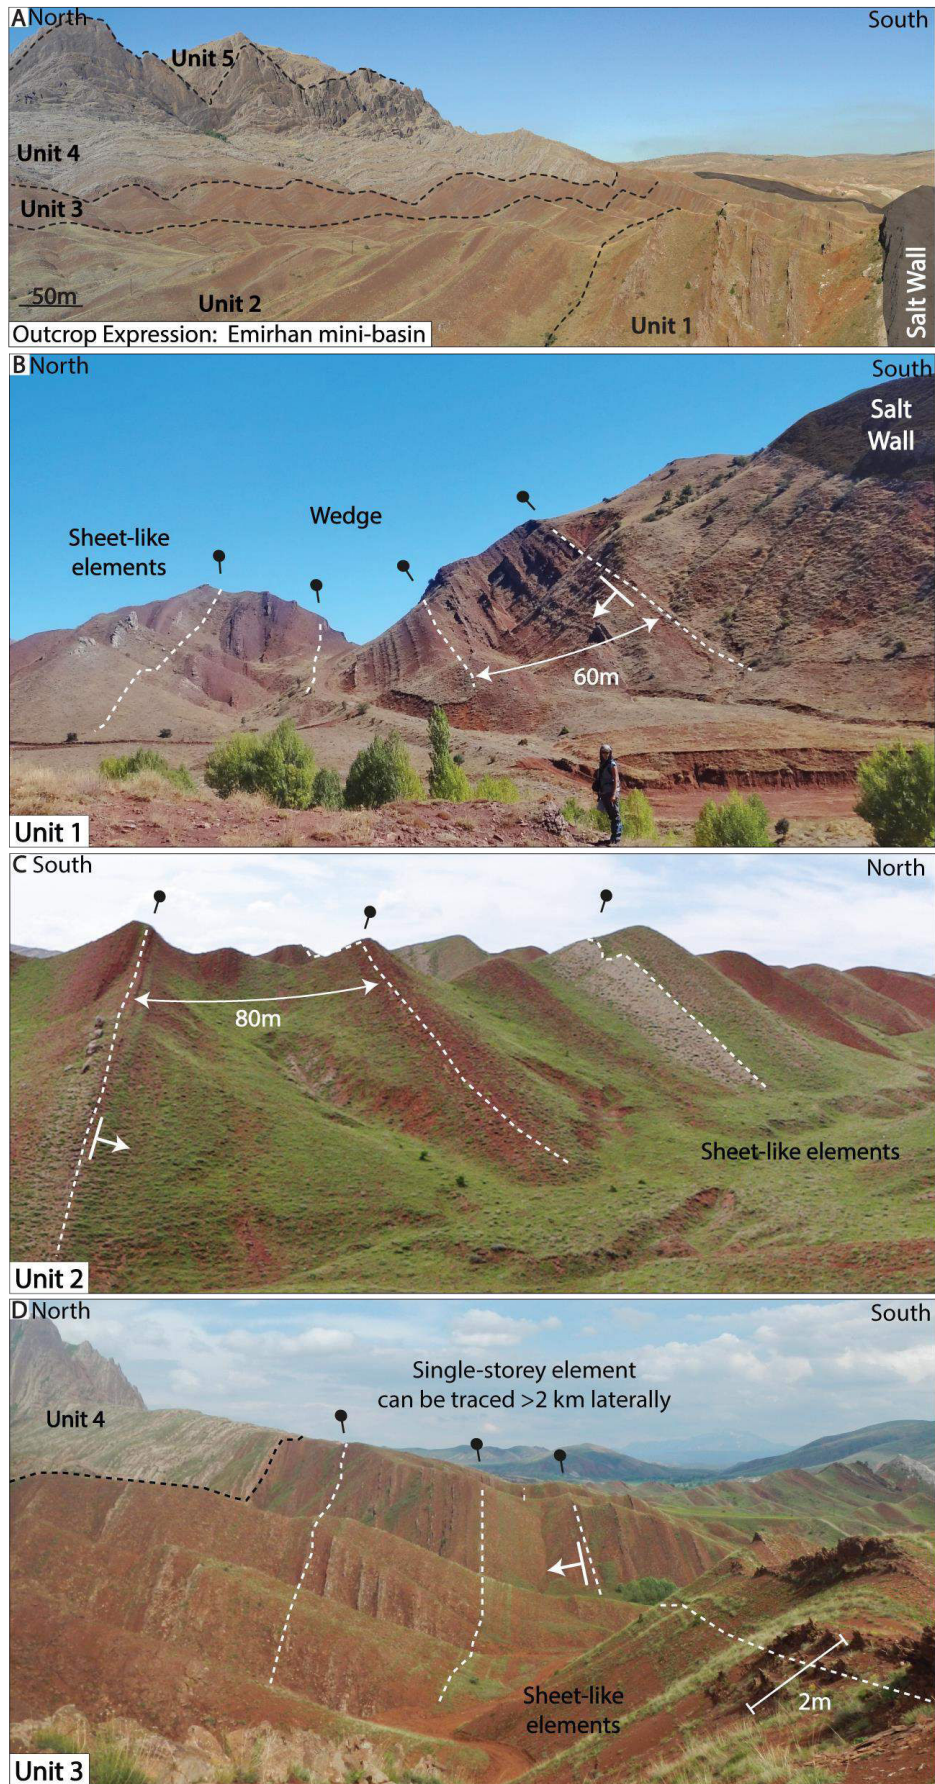 A North
South
Unit 5
Unit 4
Unit 3
50m
Unit 2
Unit 1
Salt Wall
Outcrop Expression: Emirhan mini-basin
B North
South
Salt
Wall
Wedge
Sheet-like
elements
60m
Unit 1
C South
North
80m
Sheet-like elements
Unit 2
D North
South
Single-storey element
can be traced >2 km laterally
Unit 4
Sheet-like
elements
2m
Unit 3